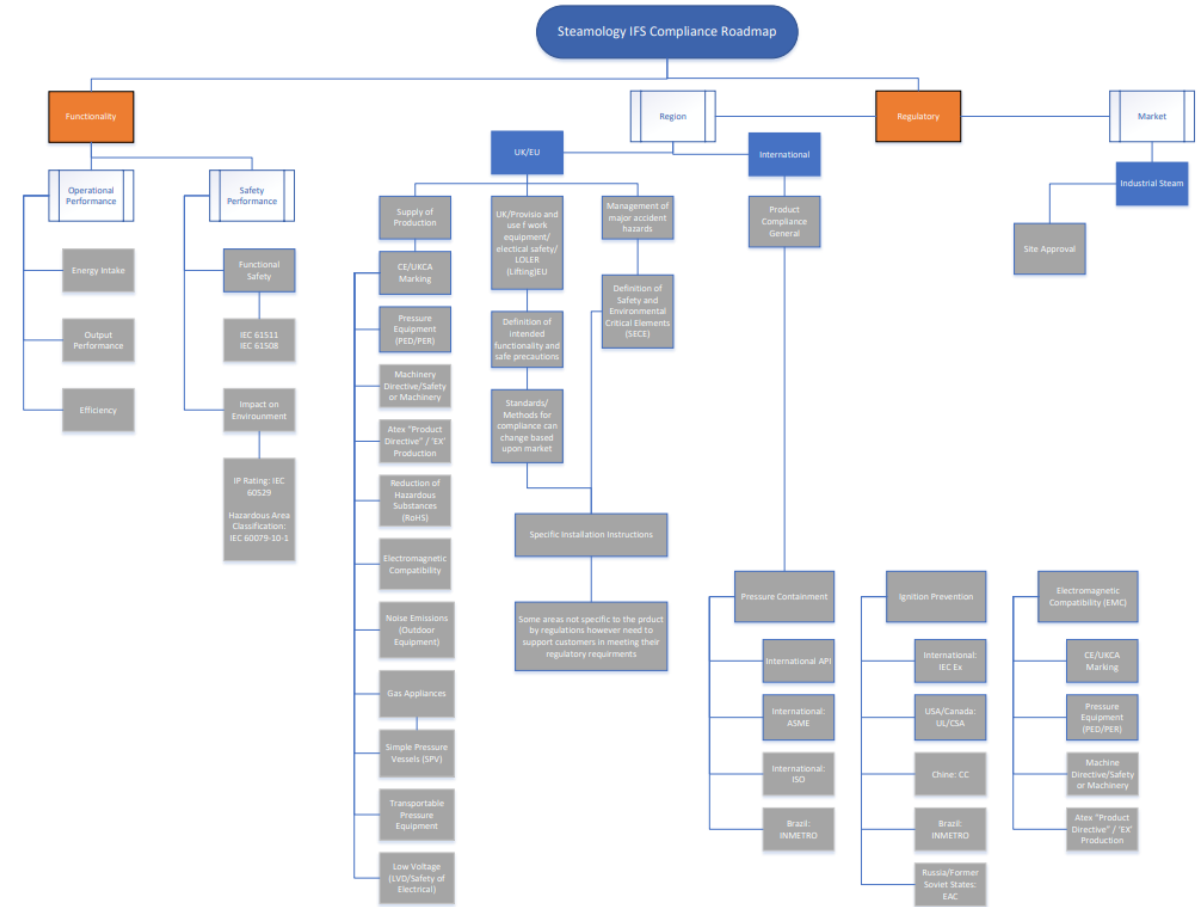 Steamology IFS Compliance Roadmap
Functionality
Region
Regulatory
Market
UK/EU
International
Industrial Steam
Operational
Performance
Safety
Performance
Supply of
Production
UK/Provisio and
use f work
equipment/
electical safety/
LOLER
(Lifting)EU
Management of
major accident
hazards
Product
Compliance
General
Site Approval
Energy Intake
Functional
Safety
CE/UKCA
Marking
Definition of
Safety and
Environmental
Critical Elements
(SECE)
Output
Performance
IEC 61511
IEC 61508
Pressure
Equipment
(PED/PER)
Definition of
intended
functionality and
safe precautions
Efficiency
Impact on
Envirounment
Machinery
Directive/Safety
or Machinery
Standards/
Methods for
compliance can
change based
upon market
Atex "Product
Directive" / 'EX'
Production
IP Rating: IEC
60529
Hazardous Area
Classification:
IEC 60079-10-1
Reduction of
Hazardous
Substances
(RoHS)
Specific Installation Instructions
Electromagnetic
Compatibility
Noise Emissions
(Outdoor
Equipment)
Some areas not specific to the prduct
by regulations however need to
support customers in meeting their
regulatory requirments
Gas Appliances
Simple Pressure
Vessels (SPV)
Transportable
Pressure
Equipment
Low Voltage
(LVD/Safety of
Electrical)
Pressure Containment
International API
International:
ASME
International:
ISO
Brazil:
INMETRO
Ignition Prevention
International:
IEC Ex
USA/Canada:
UL/CSA
Chine: CC
Brazil:
INMETRO
Russia/Former
Soviet States:
EAC
Electromagnetic
Compatibility (EMC)
CE/UKCA
Marking
Pressure
Equipment
(PED/PER)
Machine
Directive/Safety
or Machinery
Atex "Product
Directive" / 'EX'
Production